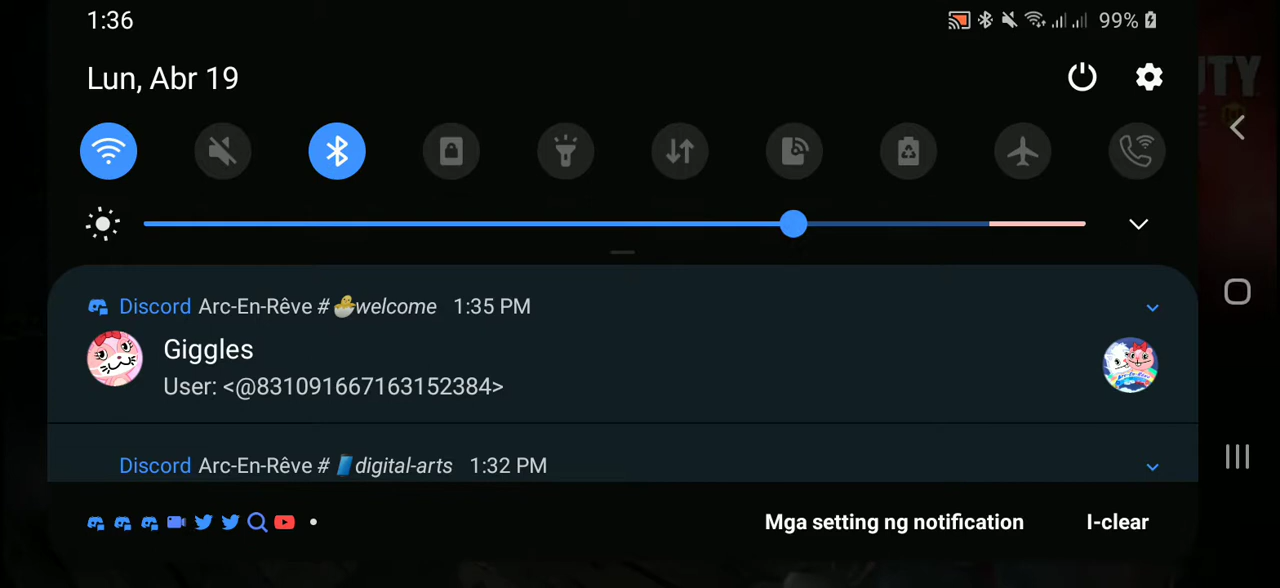 1:36
99%
Lun, Abr 19
UTY
Discord Arc-En-Rêve #🐣welcome 1:35 PM
Giggles
User: <@831091667163152384>
Discord Arc-En-Rêve #📘digital-arts 1:32 PM
Mga setting ng notification
I-clear